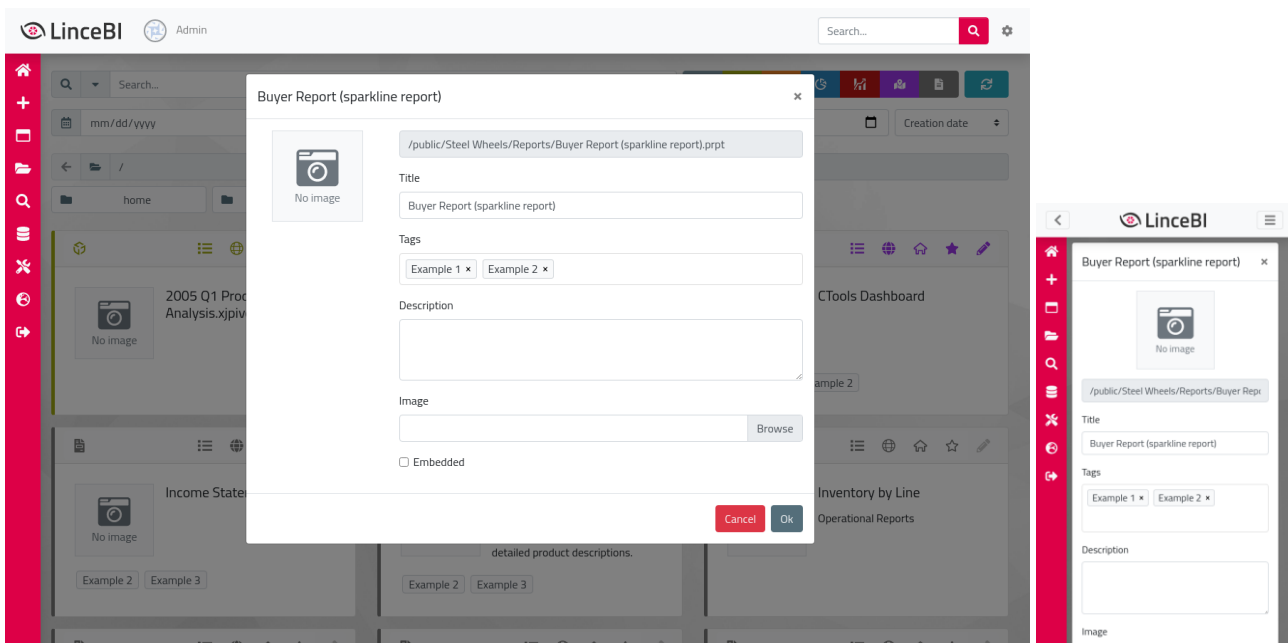 LinceBI
Admin
Search...
Search...
mm/dd/yyyy
Creation date
/
home
2005 Q1 Proc
Analysis.xjpiv
No image
CTools Dashboard
ample 2
Income State
No image
Example 2 Example 3
detailed product descriptions.
Example 2 Example 3
Inventory by Line
Operational Reports
Buyer Report (sparkline report)
×
No image
/public/Steel Wheels/Reports/Buyer Report (sparkline report).prpt
Title
Buyer Report (sparkline report)
Tags
Example 1 × Example 2 ×
Description
Image
Browse
Embedded
Cancel Ok
LinceBI
Buyer Report (sparkline report) ×
No image
/public/Steel Wheels/Reports/Buyer Repo
Title
Buyer Report (sparkline report)
Tags
Example 1 × Example 2 ×
Description
Image